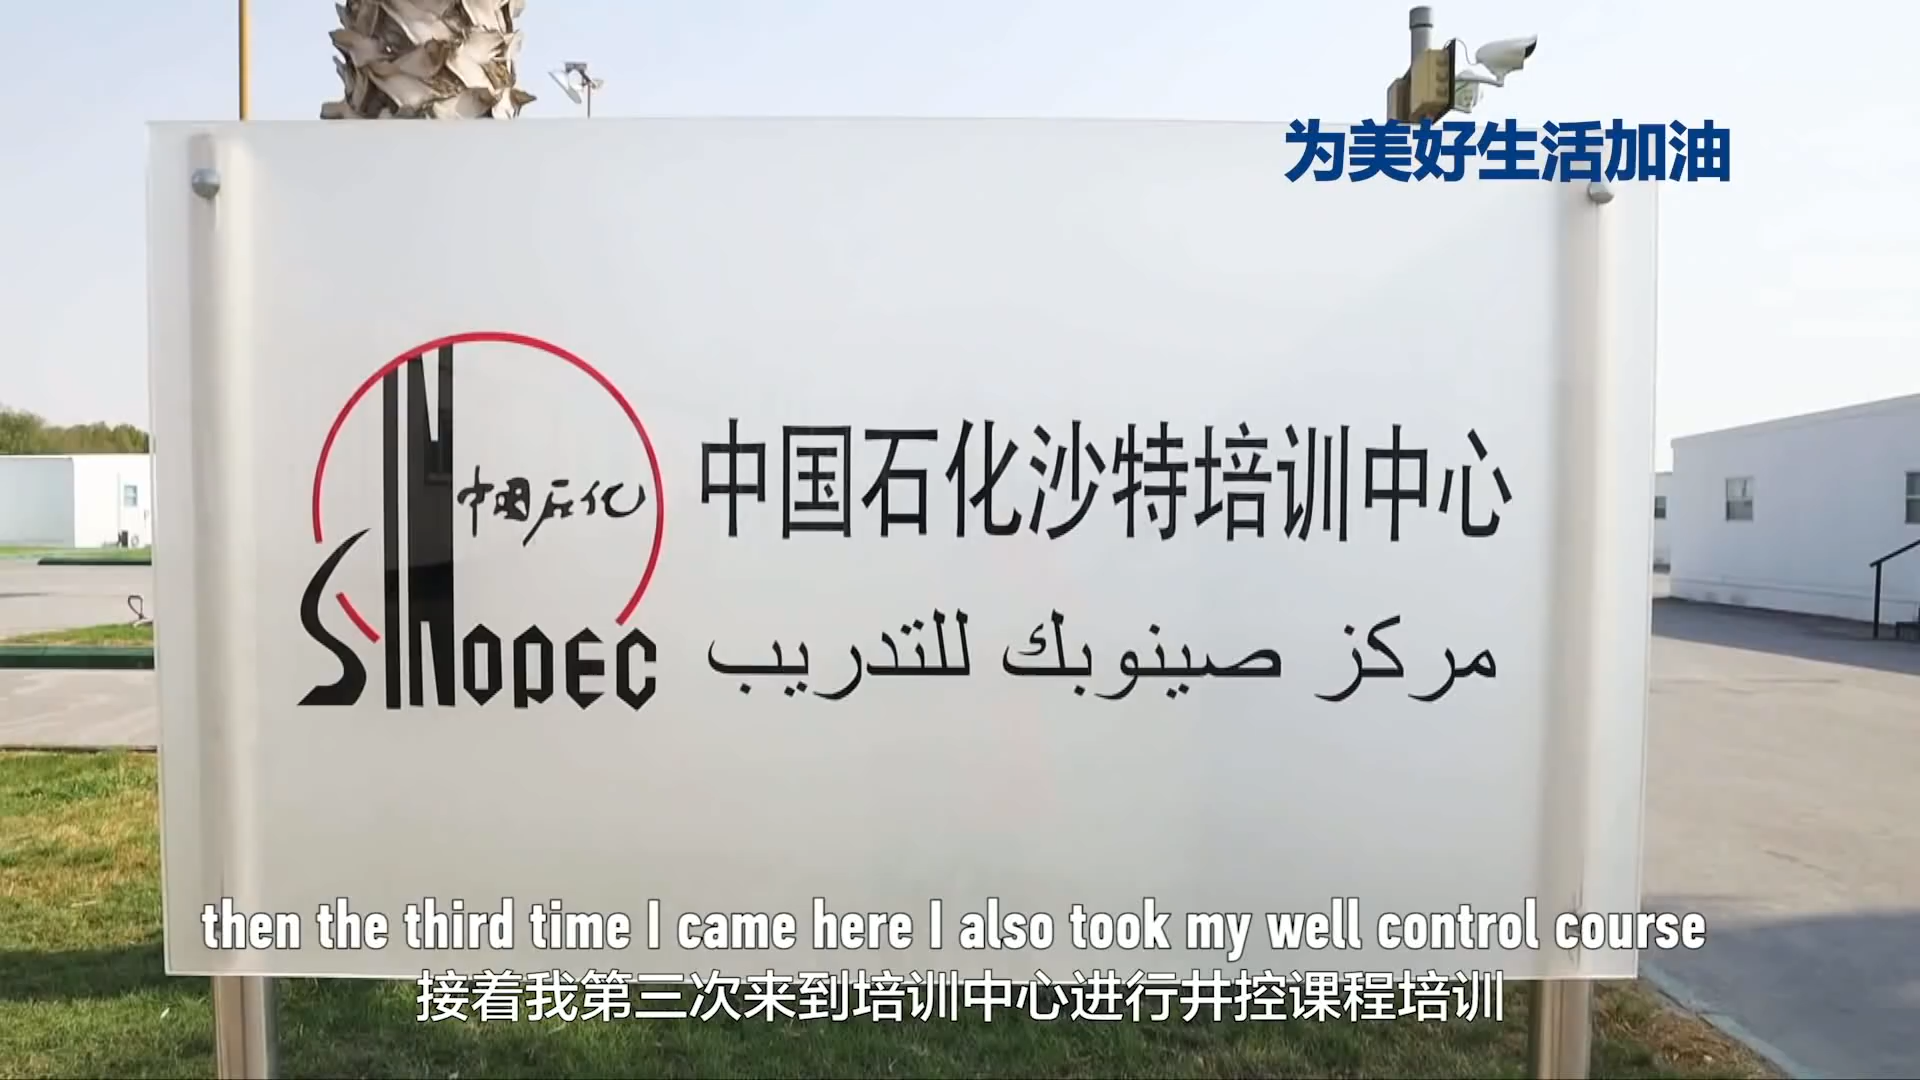 为美好生活加油
中国石化
SINOPEC
中国石化沙特培训中心
مركز صينوبك للتدريب
then the third time I came here I also took my well control course
接着我第三次来到培训中心进行井控课程培训